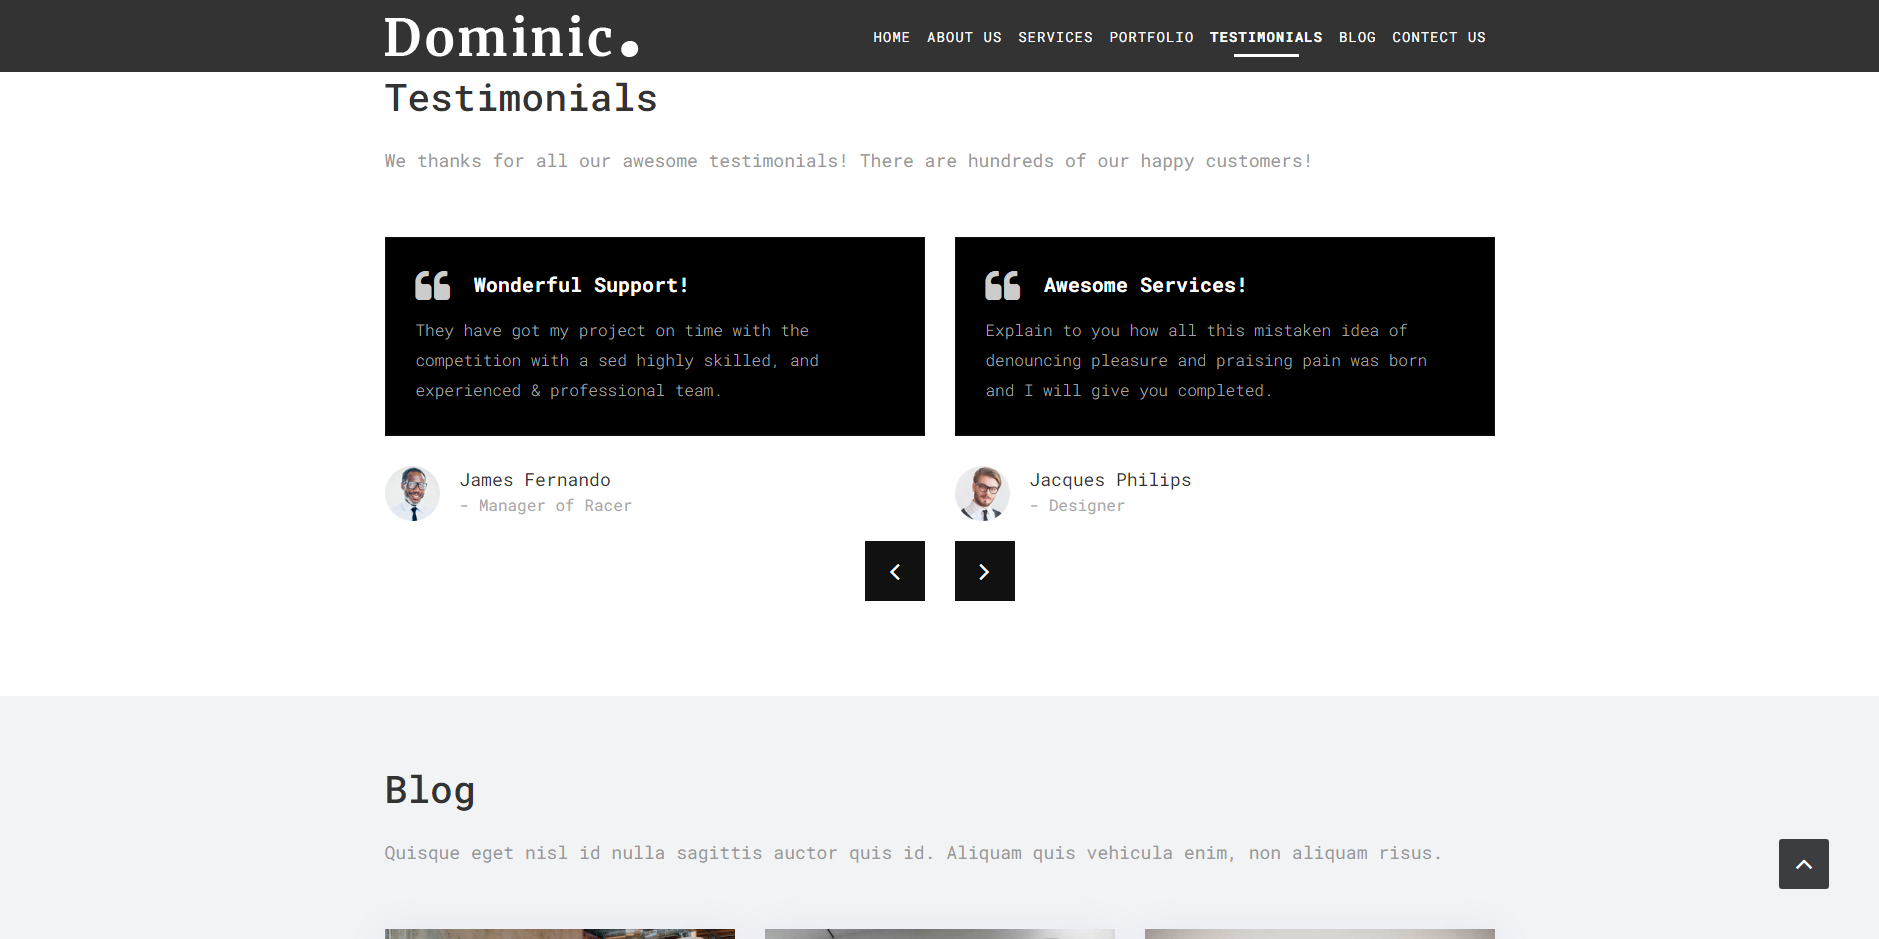 Dominic.
HOME ABOUT US SERVICES PORTFOLIO TESTIMONIALS BLOG CONTACT US
Testimonials
We thanks for all our awesome testimonials! There are hundreds of our happy customers!
Wonderful Support!
They have got my project on time with the
competition with a sed highly skilled, and
experienced & professional team.
James Fernando
- Manager of Racer
Awesome Services!
Explain to you how all this mistaken idea of
denouncing pleasure and praising pain was born
and I will give you completed.
Jacques Philips
- Designer
Blog
Quisque eget nisl id nulla sagittis auctor quis id. Aliquam quis vehicula enim, non aliquam risus.